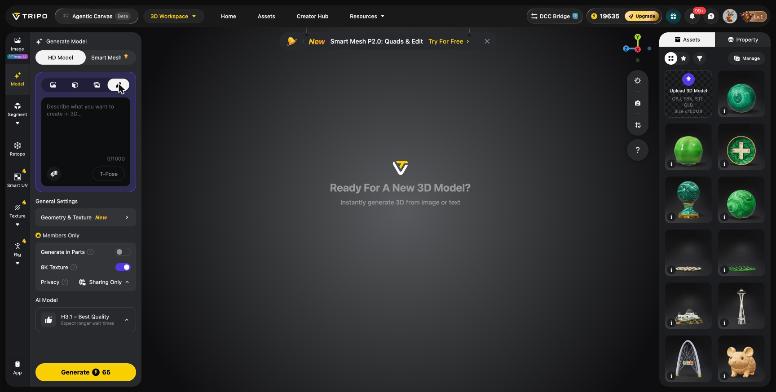 TRIPO
Agentic Canvas Beta
3D Workspace
Home
Assets
Creator Hub
Resources
DCC Bridge
19635
Upgrade
99+
New Smart Mesh P2.0: Quads & Edit Try For Free
Image
Model
Segment
Retopo
Smart UV
Texture
Rig
App
Generate Model
HD Model
Smart Mesh
Describe what you want to
create in 3D...
0/1000
T-Pose
General Settings
Geometry & Texture New
Members Only
Generate in Parts
8K Texture
Privacy
Sharing Only
AI Model
H3.1 - Best Quality
Expect longer wait times
Generate 65
Ready For A New 3D Model?
Instantly generate 3D from image or text
?
Assets
Property
Manage
Upload 3D Model